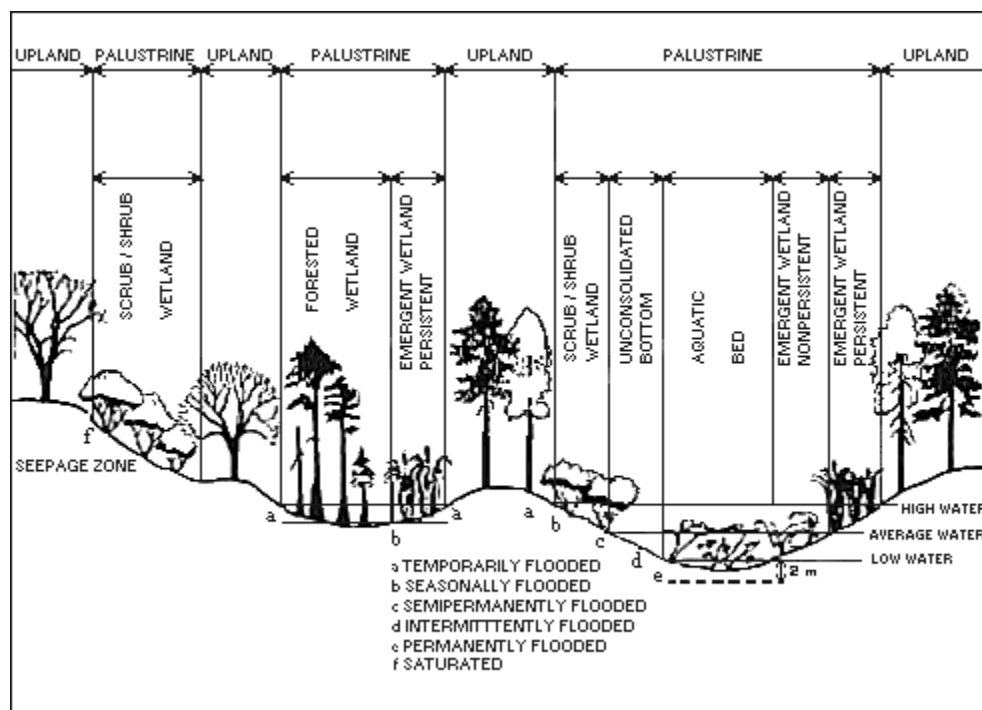 UPLAND PALUSTRINE UPLAND PALUSTRINE UPLAND PALUSTRINE UPLAND
SCRUB / SHRUB
WETLAND
FORESTED
WETLAND
EMERGENT WETLAND
PERSISTENT
SCRUB / SHRUB
WETLAND
UNCONSOLIDATED
BOTTOM
AQUATIC
BED
EMERGENT WETLAND
NONPERSISTENT
EMERGENT WETLAND
PERSISTENT
f
SEEPAGE ZONE
a
b
a
a
b
c
d
e
HIGH WATER
AVERAGE WATER
LOW WATER
2 m
a TEMPORARILY FLOODED
b SEASONALLY FLOODED
c SEMIPERMANENTLY FLOODED
d INTERMITTTENTLY FLOODED
e PERMANENTLY FLOODED
f SATURATED